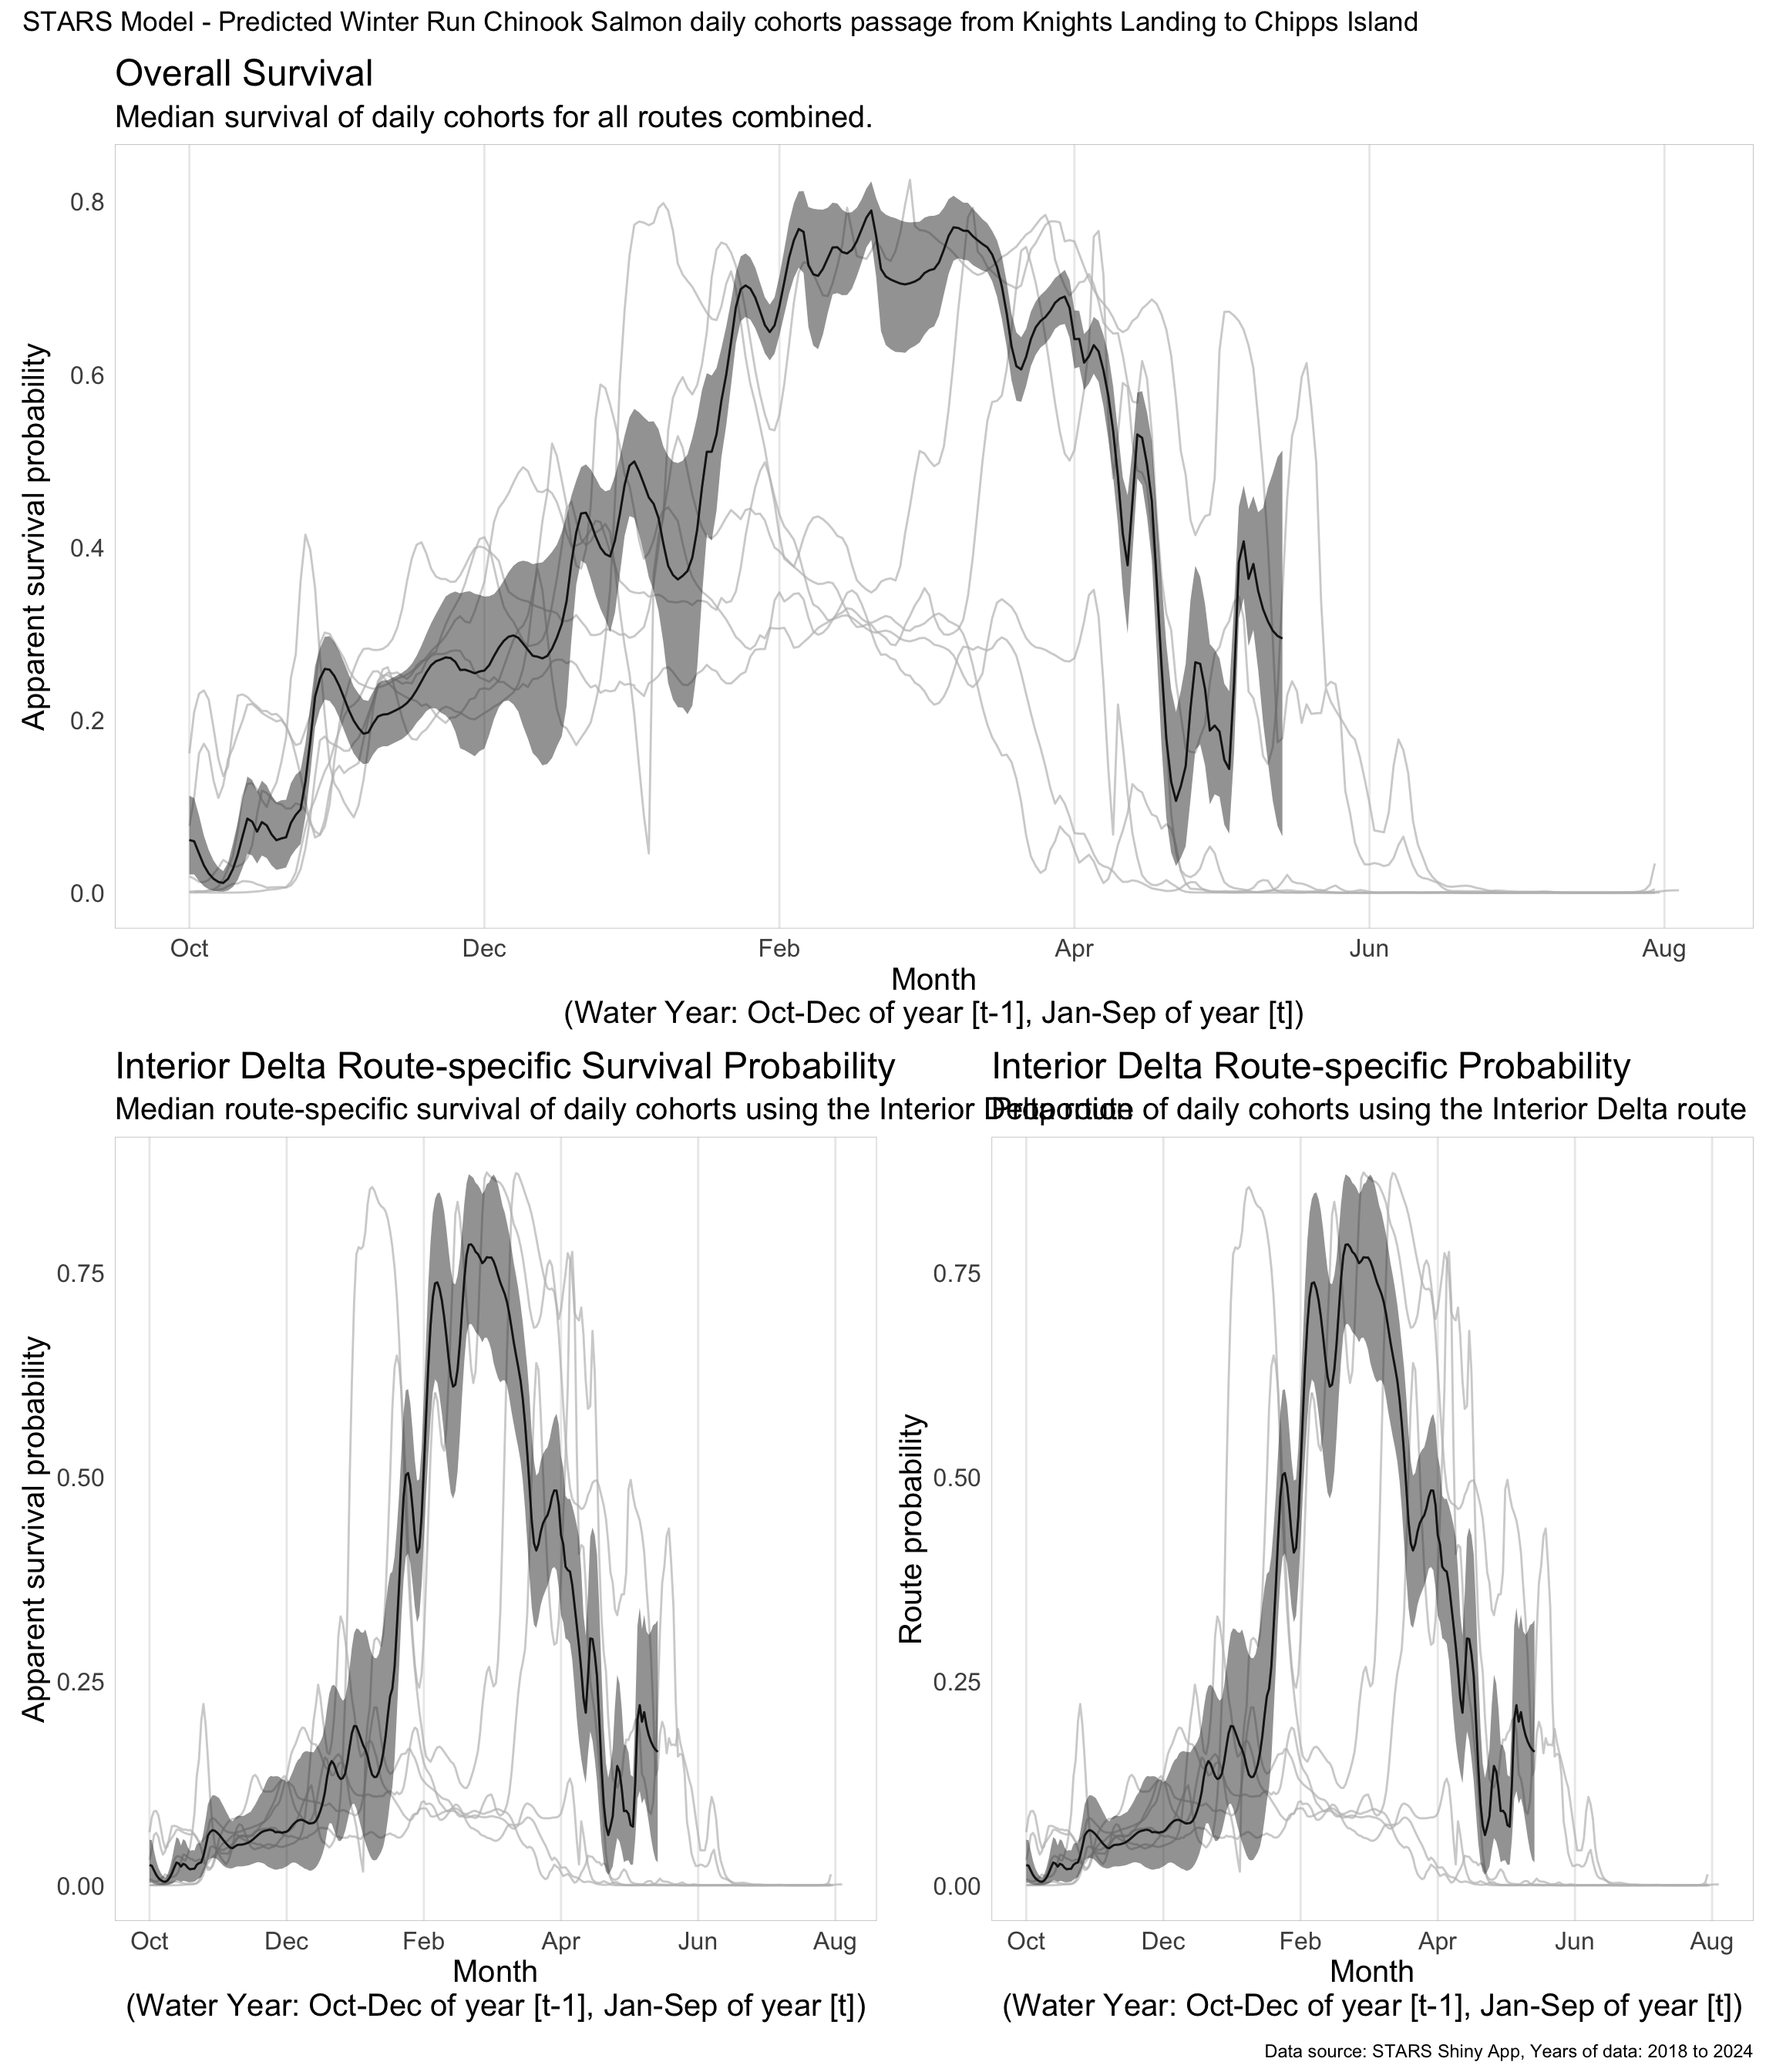 STARS Model - Predicted Winter Run Chinook Salmon daily cohorts passage from Knights Landing to Chipps Island
Overall Survival
Median survival of daily cohorts for all routes combined.
Apparent survival probability
0.8
0.6
0.4
0.2
0.0
Oct Dec Feb Apr Jun Aug
Month
(Water Year: Oct-Dec of year [t-1], Jan-Sep of year [t])
Interior Delta Route-specific Survival Probability
Median route-specific survival of daily cohorts using the Interior Delta route
Apparent survival probability
0.75
0.50
0.25
0.00
Oct Dec Feb Apr Jun Aug
Month
(Water Year: Oct-Dec of year [t-1], Jan-Sep of year [t])
Interior Delta Route-specific Probability
Proportion of daily cohorts using the Interior Delta route
Route probability
0.75
0.50
0.25
0.00
Oct Dec Feb Apr Jun Aug
Month
(Water Year: Oct-Dec of year [t-1], Jan-Sep of year [t])
Data source: STARS Shiny App, Years of data: 2018 to 2024